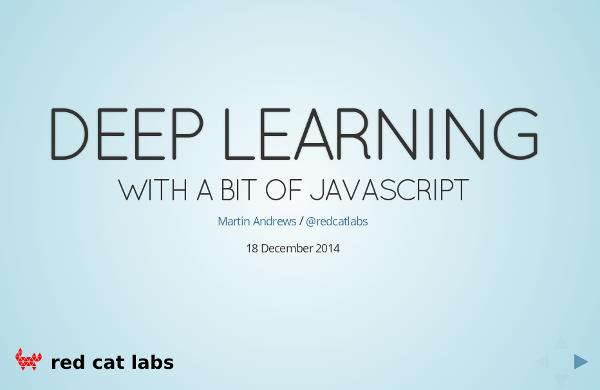 DEEP LEARNING
WITH A BIT OF JAVASCRIPT
Martin Andrews / @redcatlabs
18 December 2014
red cat labs